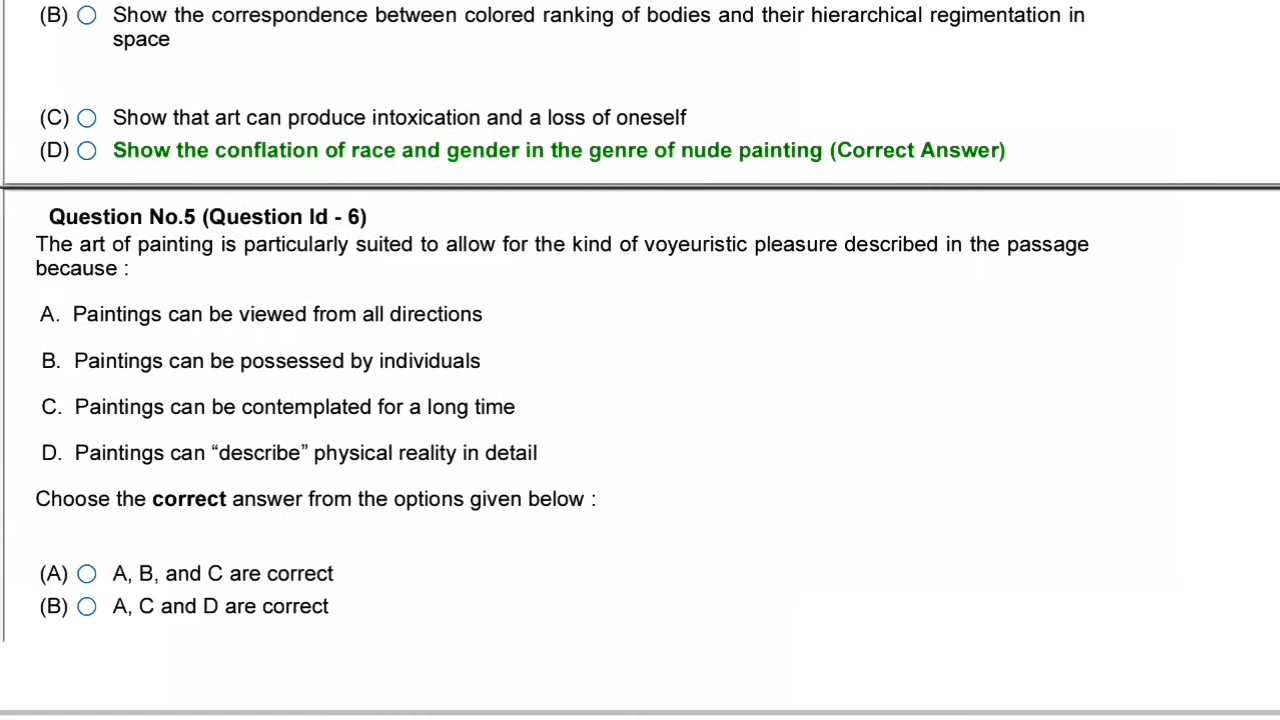 (B) Show the correspondence between colored ranking of bodies and their hierarchical regimentation in
space
(C) Show that art can produce intoxication and a loss of oneself
(D) Show the conflation of race and gender in the genre of nude painting (Correct Answer)
Question No.5 (Question Id - 6)
The art of painting is particularly suited to allow for the kind of voyeuristic pleasure described in the passage
because :
A. Paintings can be viewed from all directions
B. Paintings can be possessed by individuals
C. Paintings can be contemplated for a long time
D. Paintings can “describe” physical reality in detail
Choose the correct answer from the options given below :
(A) A, B, and C are correct
(B) A, C and D are correct